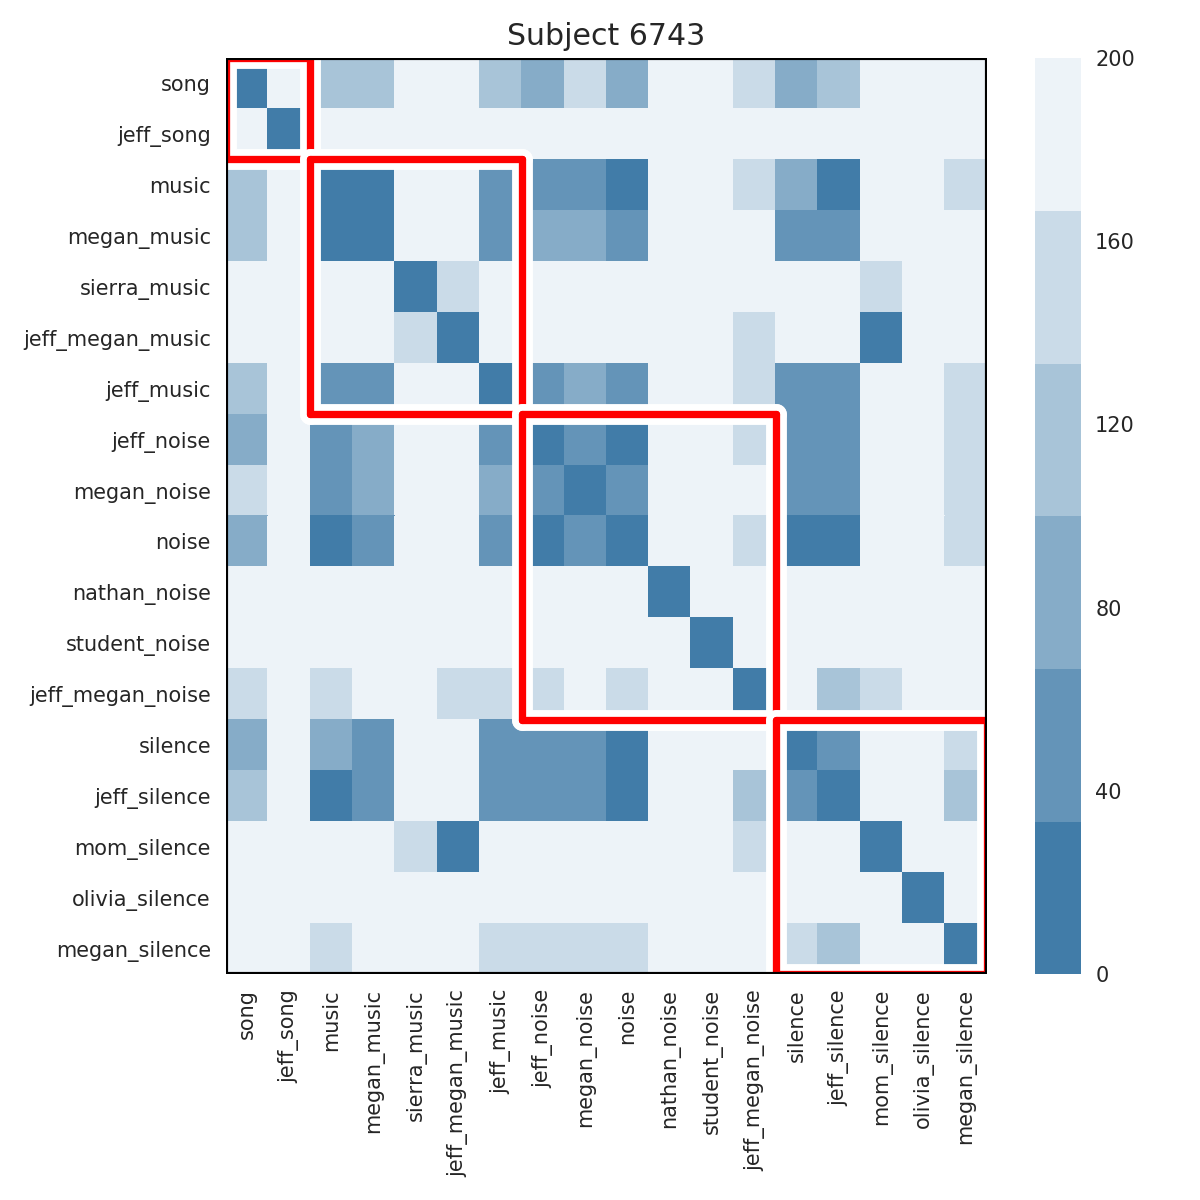 Subject 6743
song
jeff_song
music
megan_music
sierra_music
jeff_megan_music
jeff_music
jeff_noise
megan_noise
noise
nathan_noise
student_noise
jeff_megan_noise
silence
jeff_silence
mom_silence
olivia_silence
megan_silence
song
jeff_song
music
megan_music
sierra_music
jeff_megan_music
jeff_music
jeff_noise
megan_noise
noise
nathan_noise
student_noise
jeff_megan_noise
silence
jeff_silence
mom_silence
olivia_silence
megan_silence
200
160
120
80
40
0